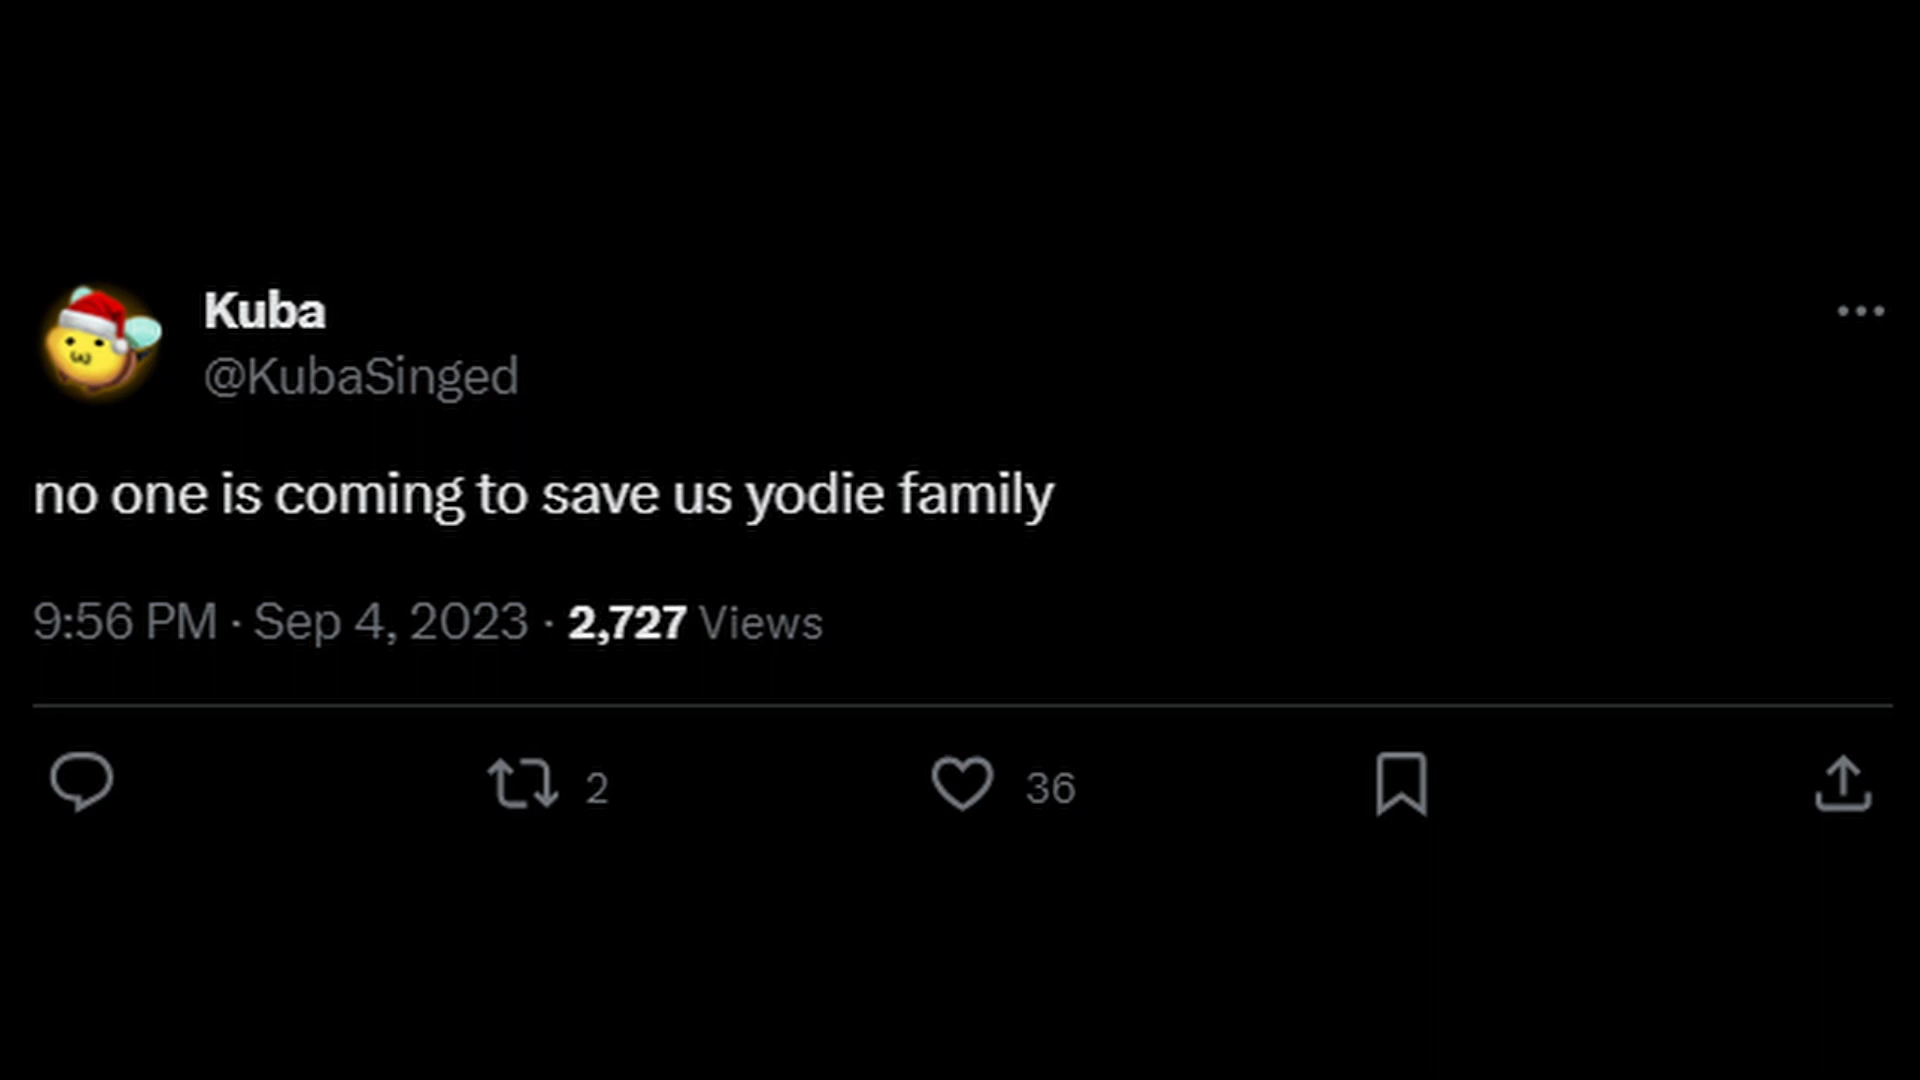 Kuba
@KubaSinged
no one is coming to save us yodie family
9:56 PM · Sep 4, 2023 · 2,727 Views
2 36